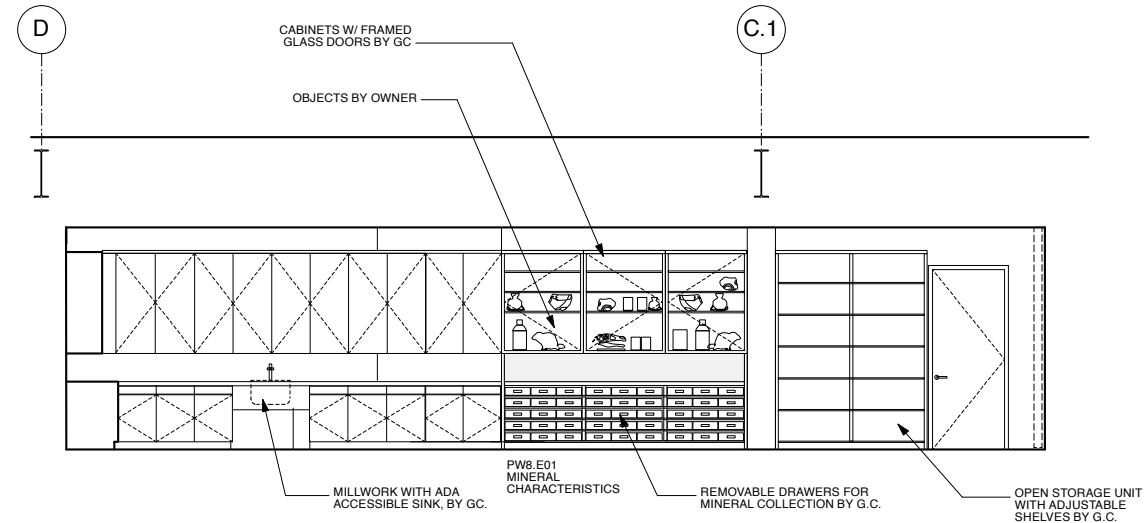 D
C.1
CABINETS W/ FRAMED
GLASS DOORS BY GC
OBJECTS BY OWNER
PW8.E01
MINERAL
CHARACTERISTICS
MILLWORK WITH ADA
ACCESSIBLE SINK, BY GC.
REMOVABLE DRAWERS FOR
MINERAL COLLECTION BY G.C.
OPEN STORAGE UNIT
WITH ADJUSTABLE
SHELVES BY G.C.